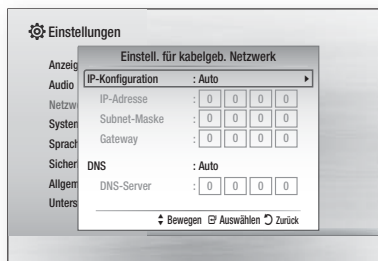 Einstellungen
Einstell. für kabelgeb. Netzwerk
Anzeig
Audio
Netzw
System
Sprach
Sicher
Allgem
Unters
IP-Konfiguration : Auto
IP-Adresse : 0 0 0 0
Subnet-Maske : 0 0 0 0
Gateway : 0 0 0 0
DNS : Auto
DNS-Server : 0 0 0 0
Bewegen Auswählen Zurück